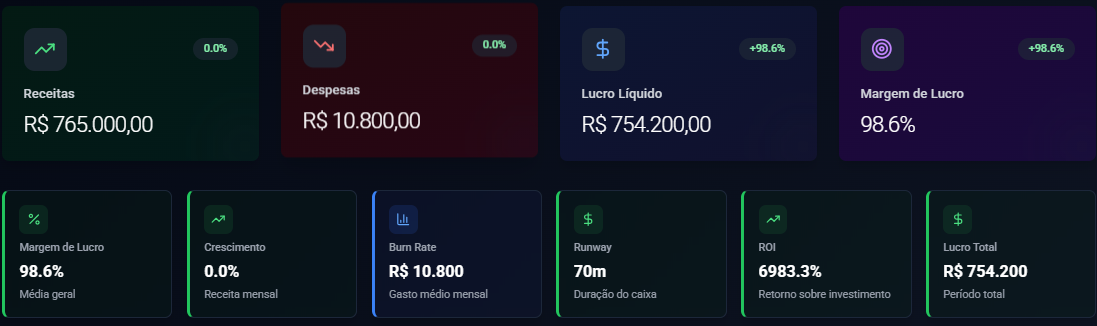 0.0%
Receitas
R$ 765.000,00
0.0%
Despesas
R$ 10.800,00
+98.6%
Lucro Líquido
R$ 754.200,00
+98.6%
Margem de Lucro
98.6%
Margem de Lucro
98.6%
Média geral
Crescimento
0.0%
Receita mensal
Burn Rate
R$ 10.800
Gasto médio mensal
Runway
70m
Duração do caixa
ROI
6983.3%
Retorno sobre investimento
Lucro Total
R$ 754.200
Período total